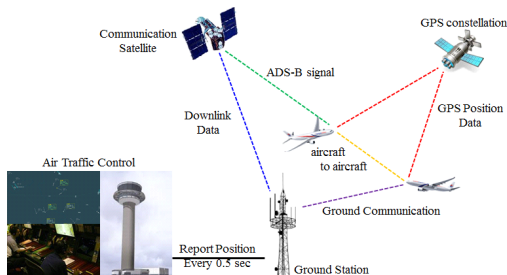 Communication
Satellite
GPS constellation
ADS-B signal
Downlink
Data
GPS Position
Data
aircraft
to aircraft
Air Traffic Control
Ground Communication
Report Position
Every 0.5 sec
Ground Station